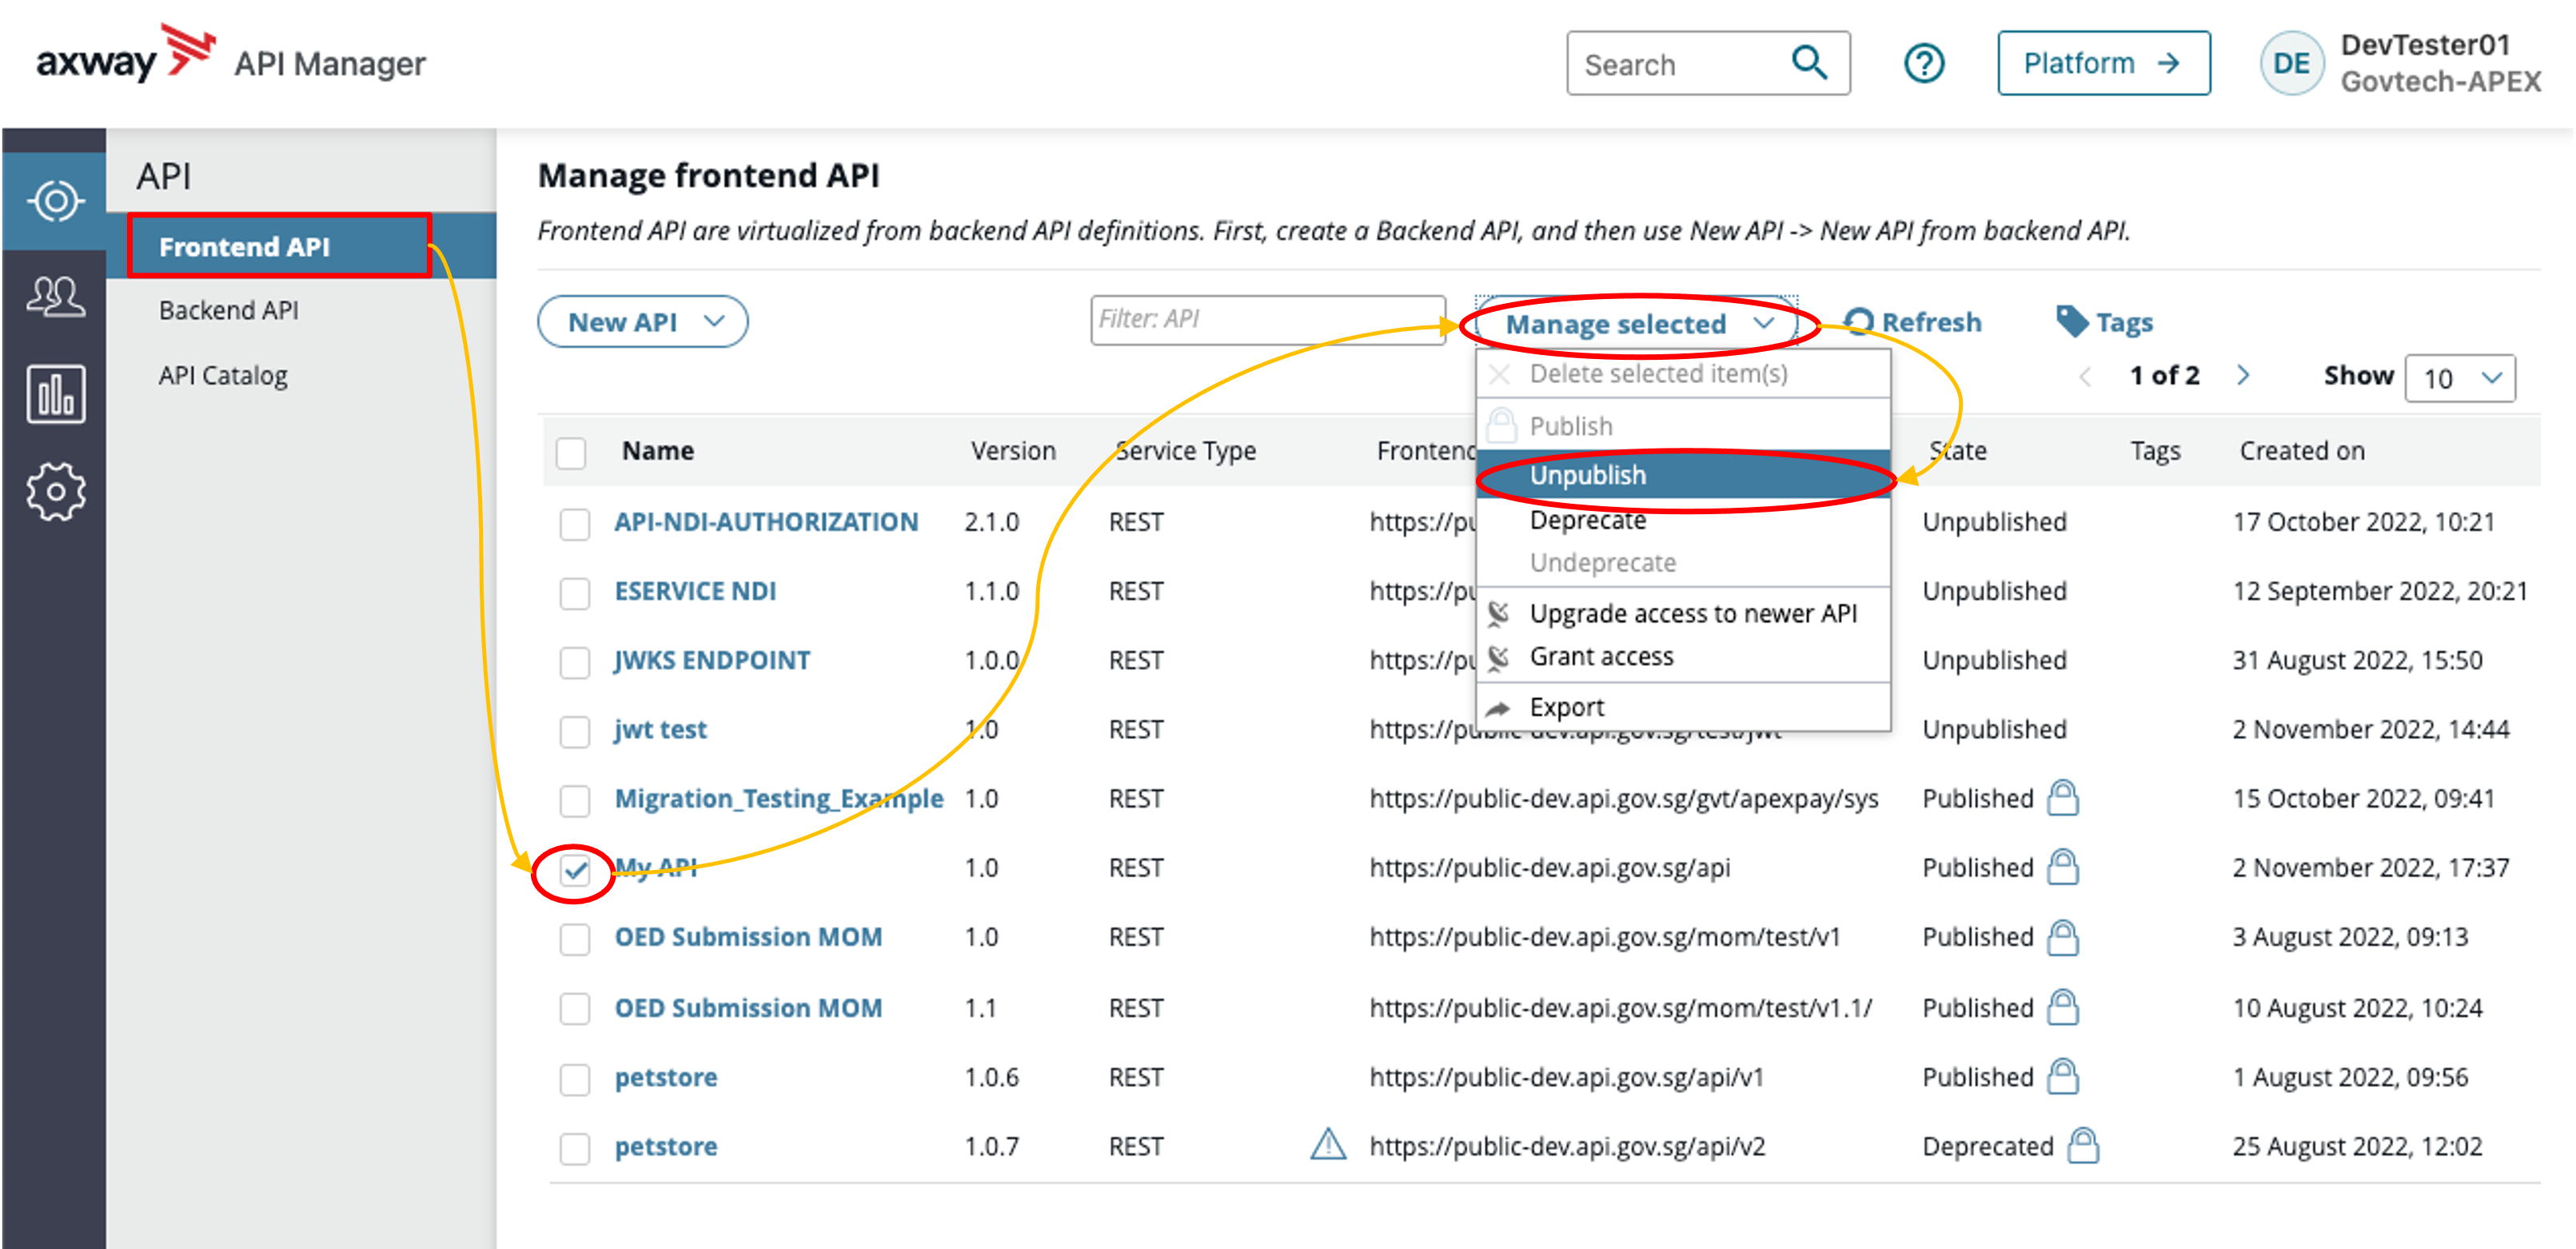 axway API Manager
Search
Platform →
DE
DevTester01
Govtech-APEX
API
Frontend API
Backend API
API Catalog
Manage frontend API
Frontend API are virtualized from backend API definitions. First, create a Backend API, and then use New API -> New API from backend API.
New API
Filter: API
Manage selected
Refresh
Tags
1 of 2
Show 10
Delete selected item(s)
Publish
Unpublish
Deprecate
Undeprecate
Upgrade access to newer API
Grant access
Export
Name Version Service Type Frontend State Tags Created on
API-NDI-AUTHORIZATION 2.1.0 REST https://pu Unpublished 17 October 2022, 10:21
ESERVICE NDI 1.1.0 REST https://pu Unpublished 12 September 2022, 20:21
JWKS ENDPOINT 1.0.0 REST https://pu Unpublished 31 August 2022, 15:50
jwt test 1.0 REST https://public-dev.api.gov.sg/test/jwt Unpublished 2 November 2022, 14:44
Migration_Testing_Example 1.0 REST https://public-dev.api.gov.sg/gvt/apexpay/sys Published 15 October 2022, 09:41
My API 1.0 REST https://public-dev.api.gov.sg/api Published 2 November 2022, 17:37
OED Submission MOM 1.0 REST https://public-dev.api.gov.sg/mom/test/v1 Published 3 August 2022, 09:13
OED Submission MOM 1.1 REST https://public-dev.api.gov.sg/mom/test/v1.1/ Published 10 August 2022, 10:24
petstore 1.0.6 REST https://public-dev.api.gov.sg/api/v1 Published 1 August 2022, 09:56
petstore 1.0.7 REST https://public-dev.api.gov.sg/api/v2 Deprecated 25 August 2022, 12:02